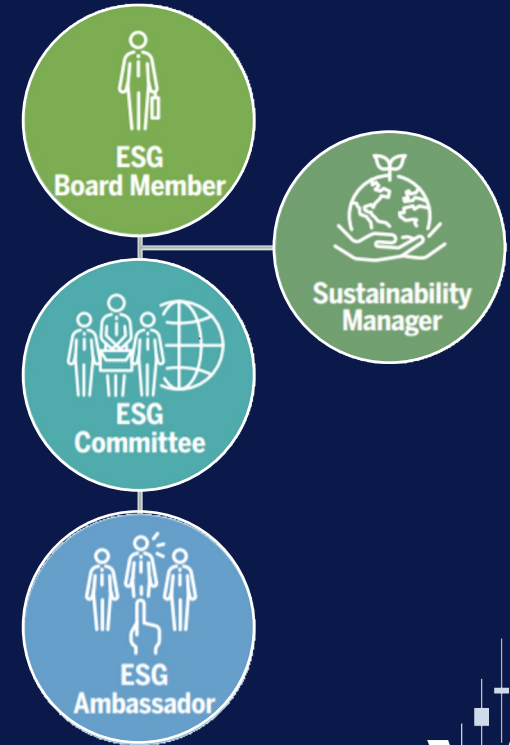 ESG
Board Member
Sustainability
Manager
ESG
Committee
ESG
Ambassador